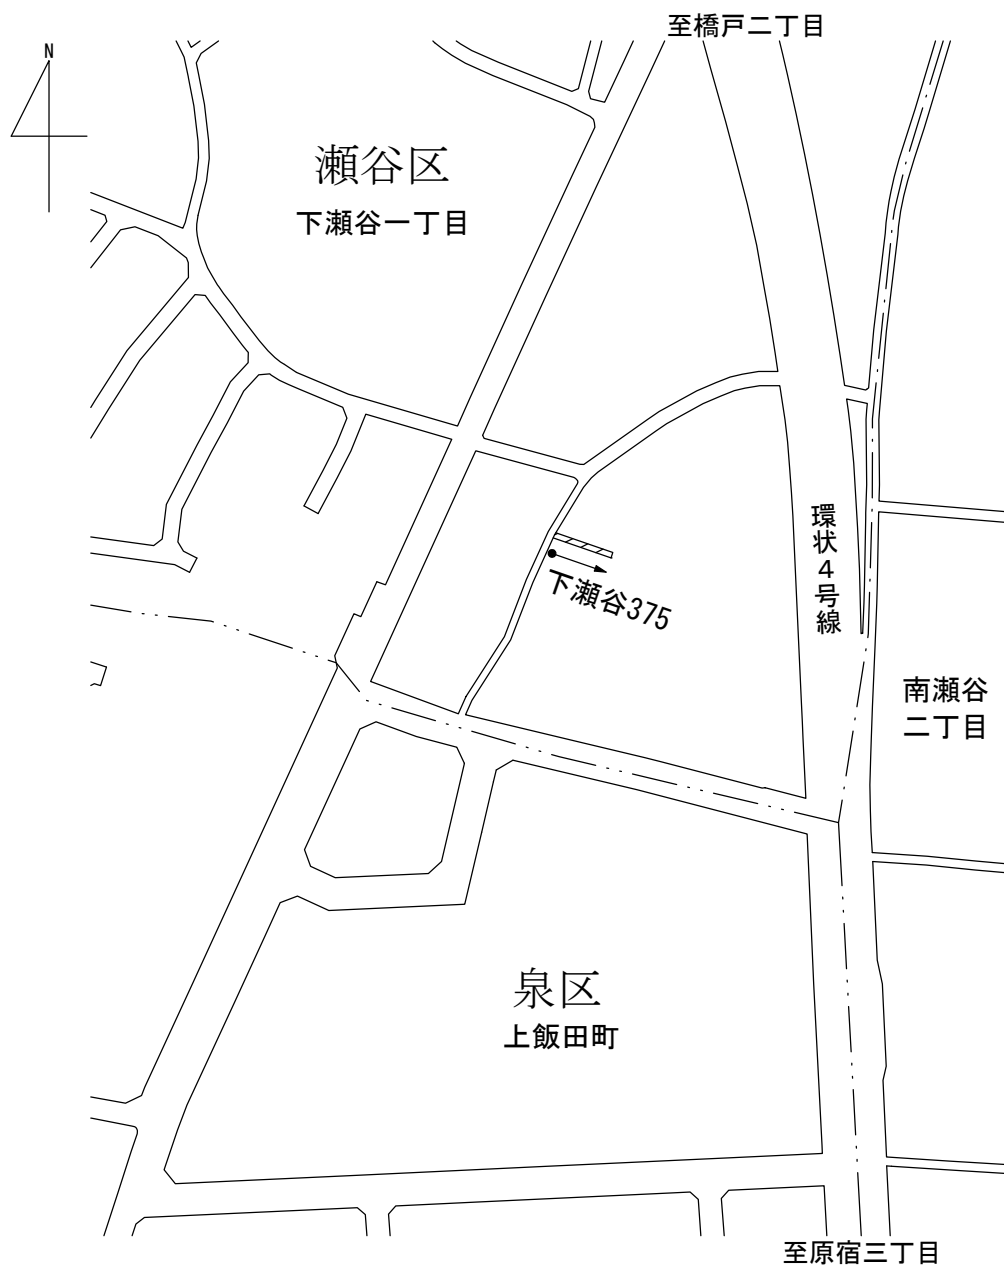 至橋戸二丁目
N
瀬谷区
下瀬谷一丁目
環状4号線
下瀬谷375
南瀬谷
二丁目
泉区
上飯田町
至原宿三丁目